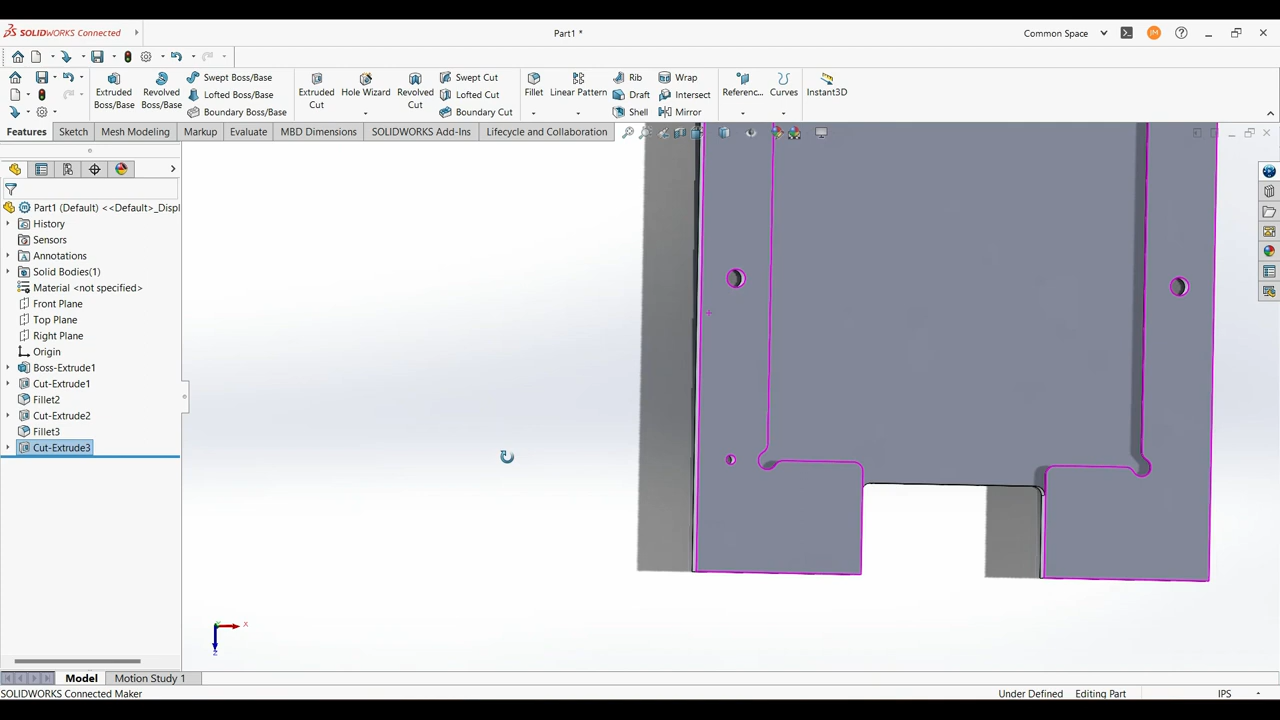 SOLIDWORKS Connected
Part1 *
Common Space
IM
Extruded Boss/Base
Revolved Boss/Base
Swept Boss/Base
Lofted Boss/Base
Boundary Boss/Base
Extruded Cut
Hole Wizard
Revolved Cut
Swept Cut
Lofted Cut
Boundary Cut
Fillet
Linear Pattern
Rib
Draft
Shell
Wrap
Intersect
Mirror
Referenc...
Curves
Instant3D
Features Sketch Mesh Modeling Markup Evaluate MBD Dimensions SOLIDWORKS Add-Ins Lifecycle and Collaboration
Part1 (Default) <<Default>_Displ
History
Sensors
Annotations
Solid Bodies(1)
Material <not specified>
Front Plane
Top Plane
Right Plane
Origin
Boss-Extrude1
Cut-Extrude1
Fillet2
Cut-Extrude2
Fillet3
Cut-Extrude3
x
z
Model Motion Study 1
SOLIDWORKS Connected Maker
Under Defined Editing Part IPS